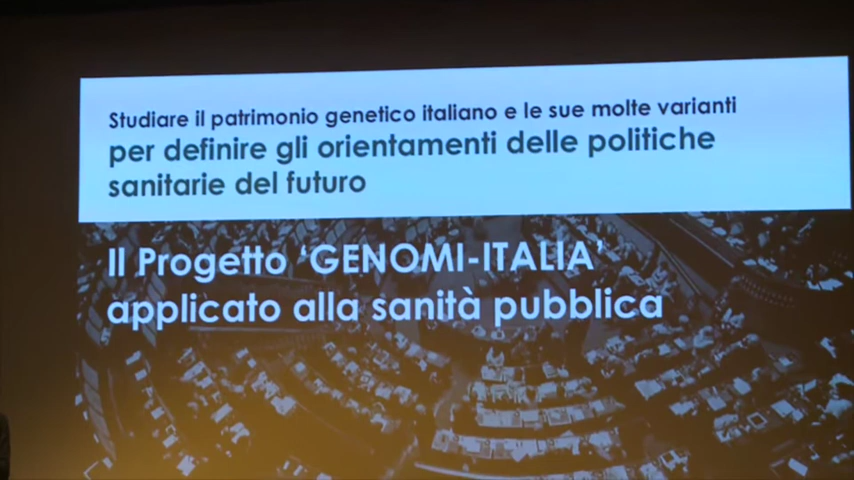 Studiare il patrimonio genetico italiano e le sue molte varianti
per definire gli orientamenti delle politiche
sanitarie del futuro
Il Progetto ‘GENOMI-ITALIA’
applicato alla sanità pubblica